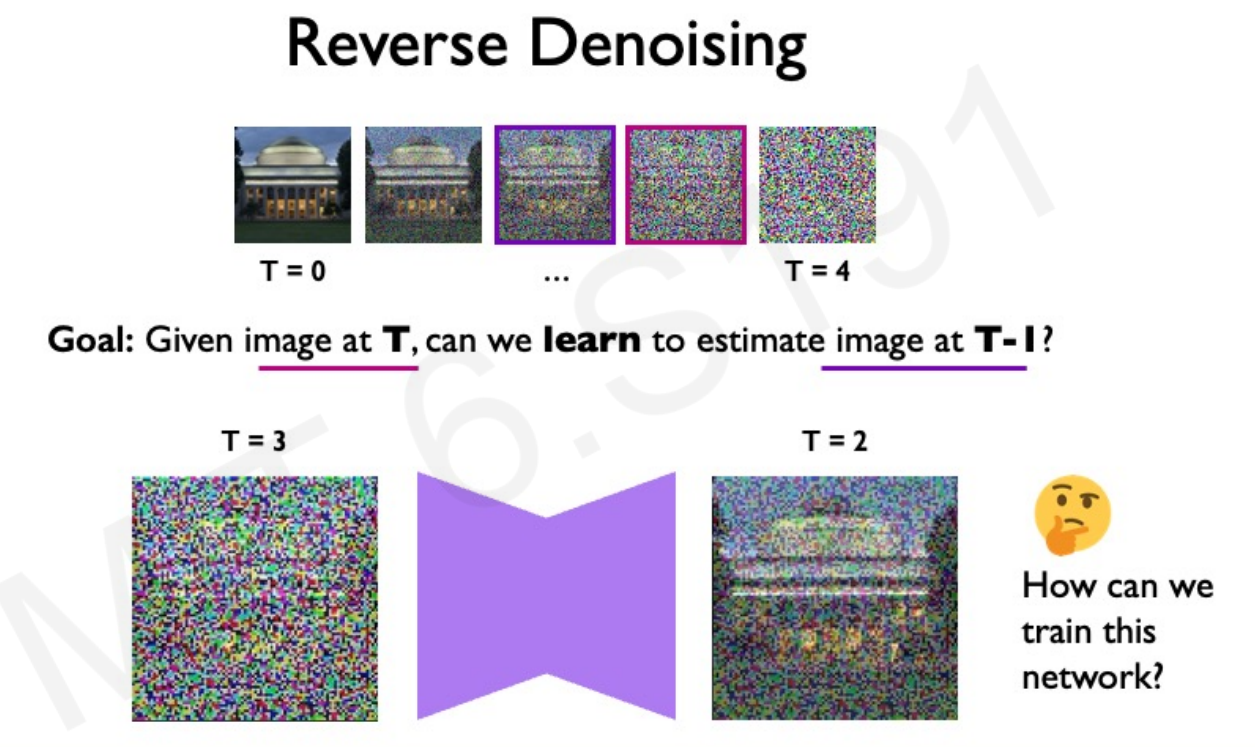 Reverse Denoising
T = 0
...
T = 4
Goal: Given image at T, can we learn to estimate image at T-1?
T = 3
T = 2
How can we
train this
network?
MIT 6.S191